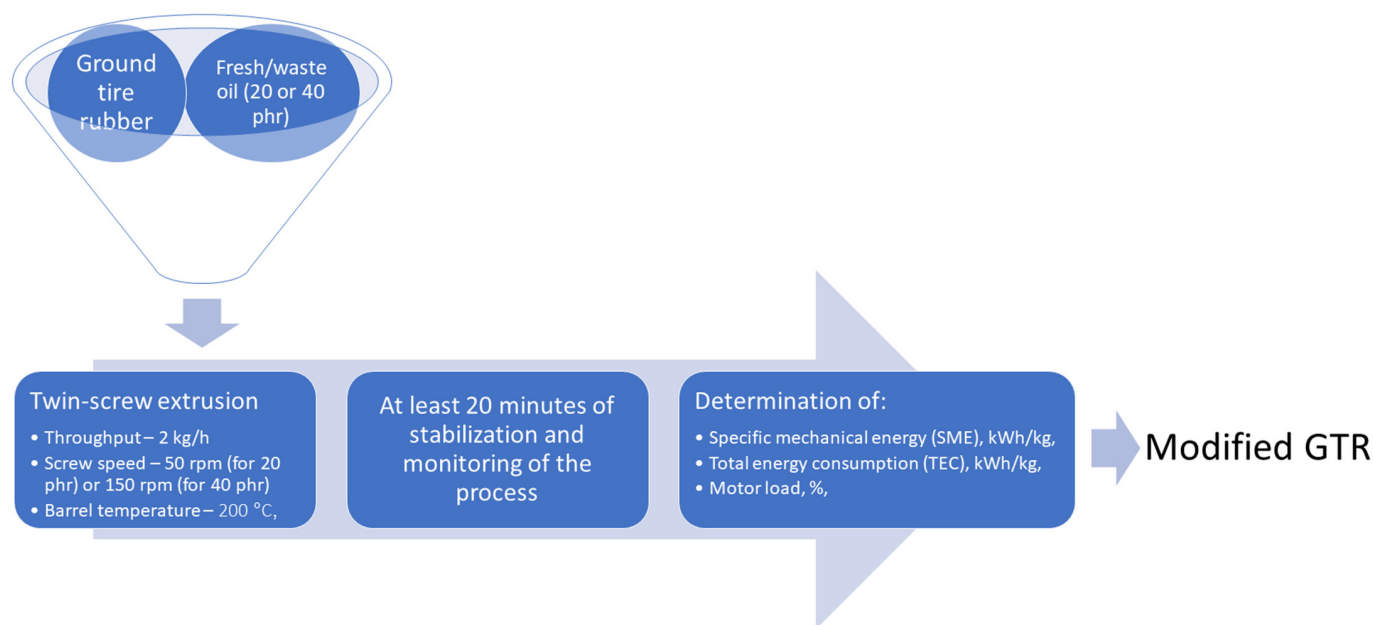 Ground
tire
rubber
Fresh/waste
oil (20 or 40
phr)
Twin-screw extrusion
• Throughput – 2 kg/h
• Screw speed – 50 rpm (for 20
phr) or 150 rpm (for 40 phr)
• Barrel temperature – 200 °C,
At least 20 minutes of
stabilization and
monitoring of the
process
Determination of:
• Specific mechanical energy (SME), kWh/kg,
• Total energy consumption (TEC), kWh/kg,
• Motor load, %,
Modified GTR